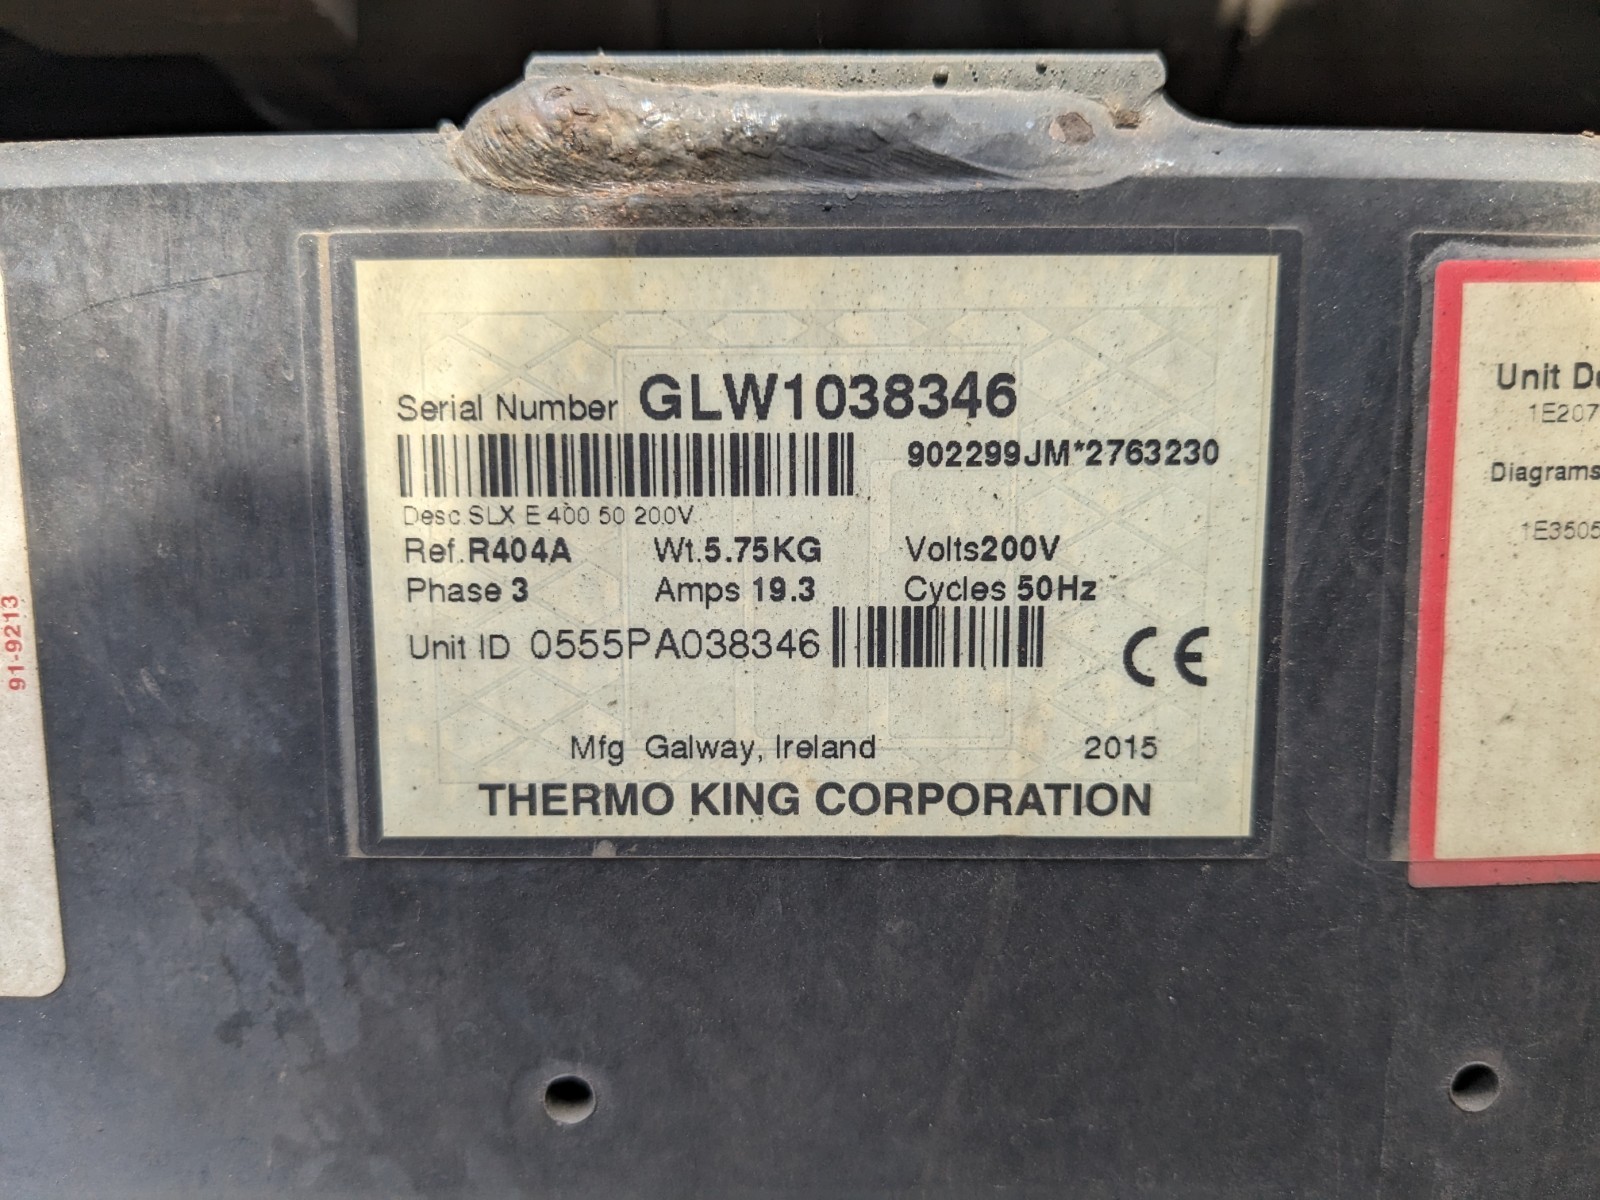 Serial Number GLW1038346
902299JM*2763230
Desc SLX E 400 50 200V
Ref.R404A Wt.5.75KG Volts200V
Phase 3 Amps 19.3 Cycles 50Hz
Unit ID 0555PA038346
CE
Mfg Galway, Ireland 2015
THERMO KING CORPORATION
91-9213
Unit De
1E207
Diagrams
1E3505